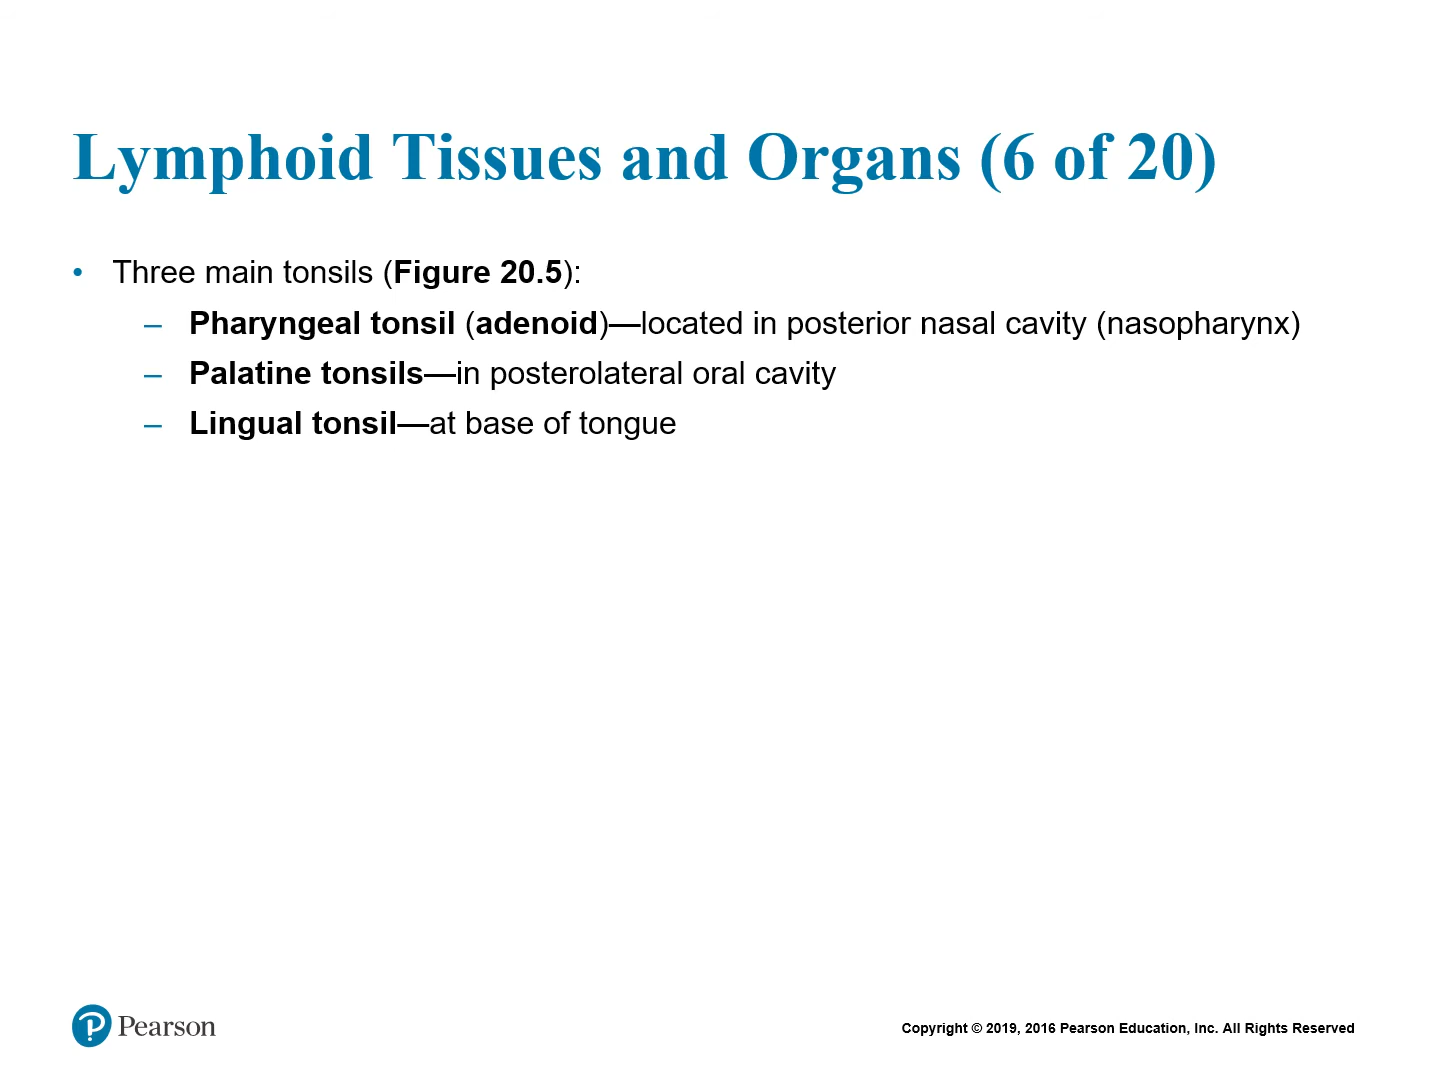 Lymphoid Tissues and Organs (6 of 20)
• Three main tonsils (Figure 20.5):
– Pharyngeal tonsil (adenoid)—located in posterior nasal cavity (nasopharynx)
– Palatine tonsils—in posterolateral oral cavity
– Lingual tonsil—at base of tongue
Pearson
Copyright © 2019, 2016 Pearson Education, Inc. All Rights Reserved